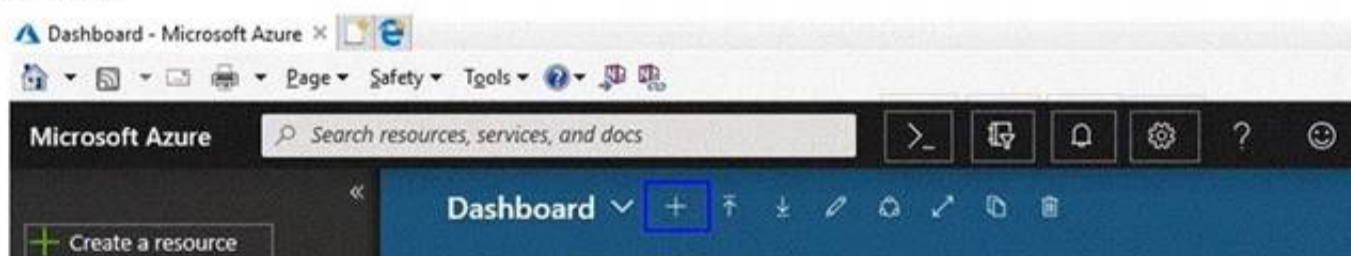 Dashboard - Microsoft Azure ×
Page Safety Tools
Microsoft Azure
Search resources, services, and docs
Dashboard
Create a resource